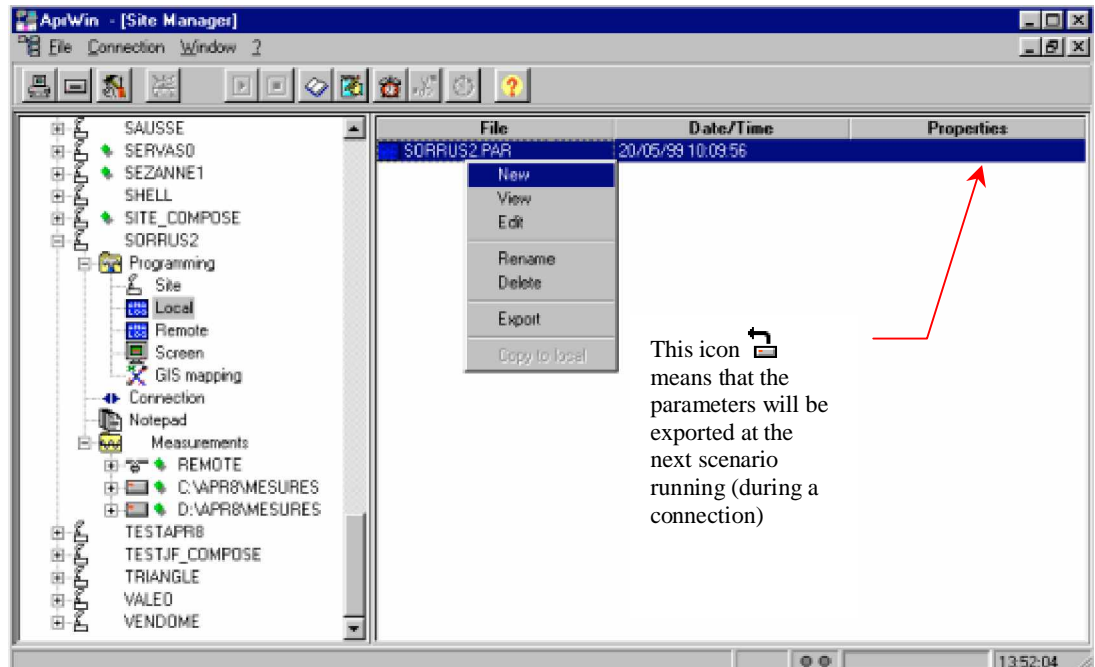 AprWin - [Site Manager]
File Connection Window ?
File Date/Time Properties
SAUSSE
SERVAS0
SEZANNE1
SHELL
SITE_COMPOSE
SORRUS2
Programming
Site
Local
Remote
Screen
GIS mapping
Connection
Notepad
Measurements
REMOTE
C:\APR8\MESURES
D:\APR8\MESURES
TESTAPR8
TESTJF_COMPOSE
TRIANGLE
VALEO
VENDOME
SORRUS2.PAR 20/05/99 10:09:56
New
View
Edit
Rename
Delete
Export
Copy to local
This icon
means that the
parameters will be
exported at the
next scenario
running (during a
connection)
13:52:04